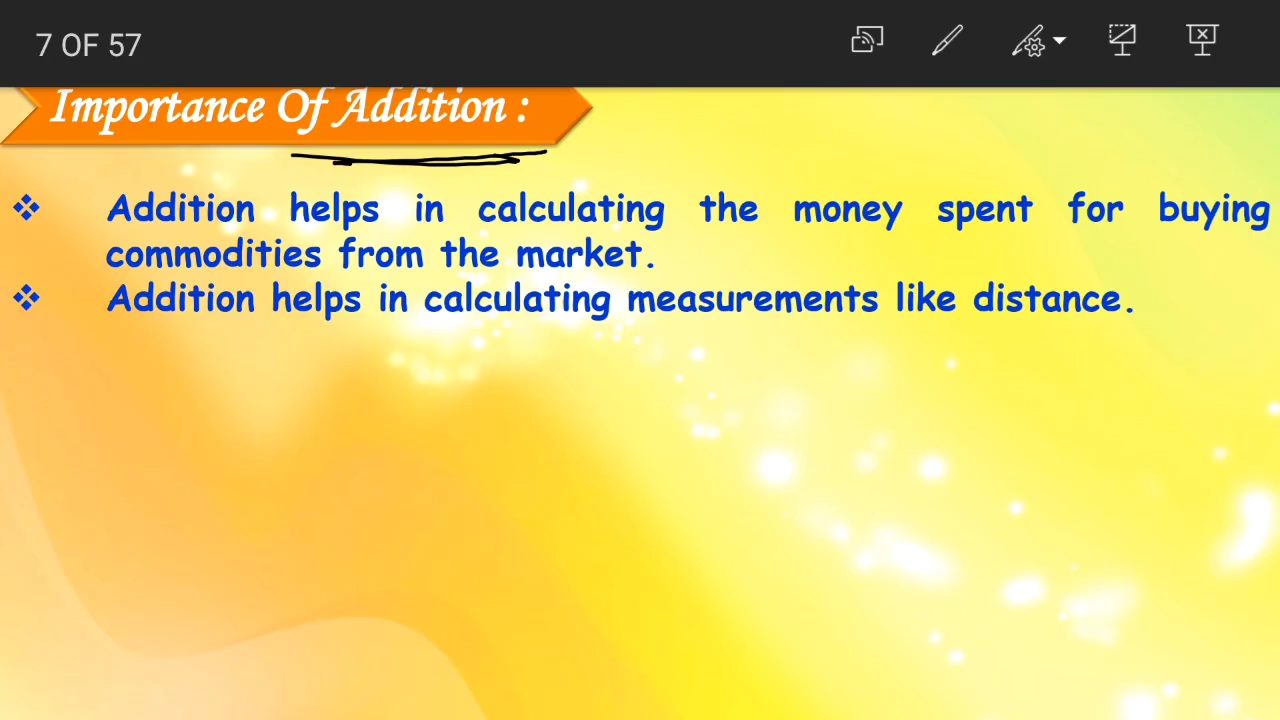 7 OF 57
Importance Of Addition :
❖ Addition helps in calculating the money spent for buying
commodities from the market.
❖ Addition helps in calculating measurements like distance.